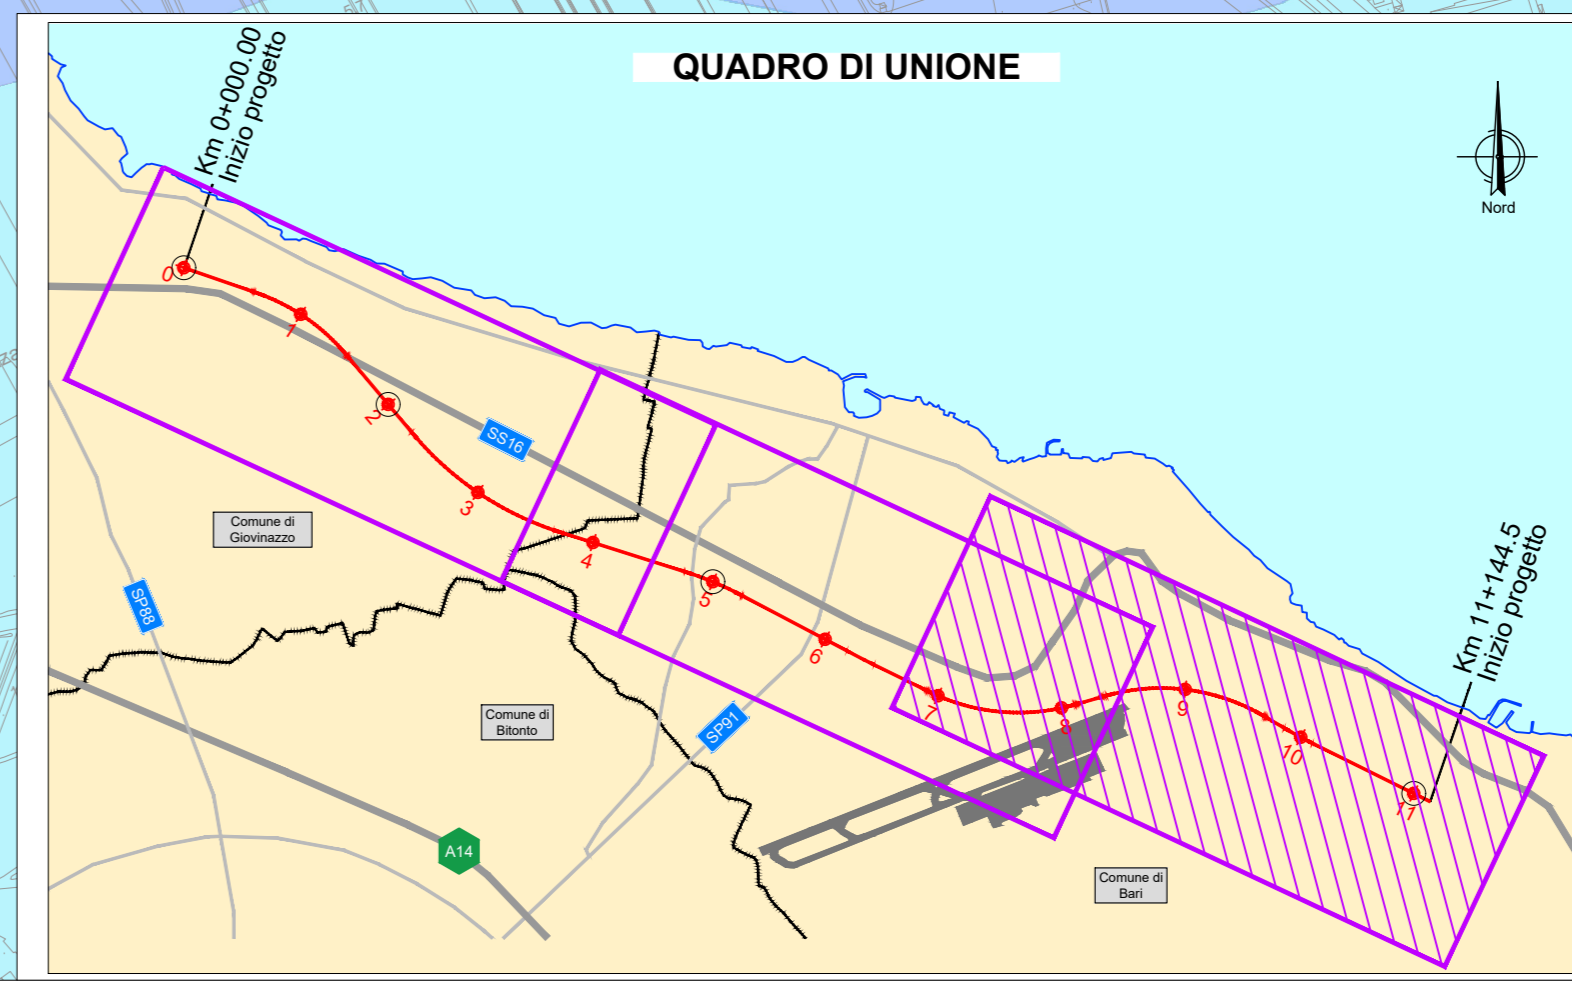 QUADRO DI UNIONE
Km 0+000.00
Inizio progetto
Nord
0
1
2
SS16
3
Comune di
Giovinazzo
4
5
SP88
6
Km 11+144.5
Inizio progetto
7
8
9
Comune di
Bitonto
SP91
10
11
A14
Comune di
Bari